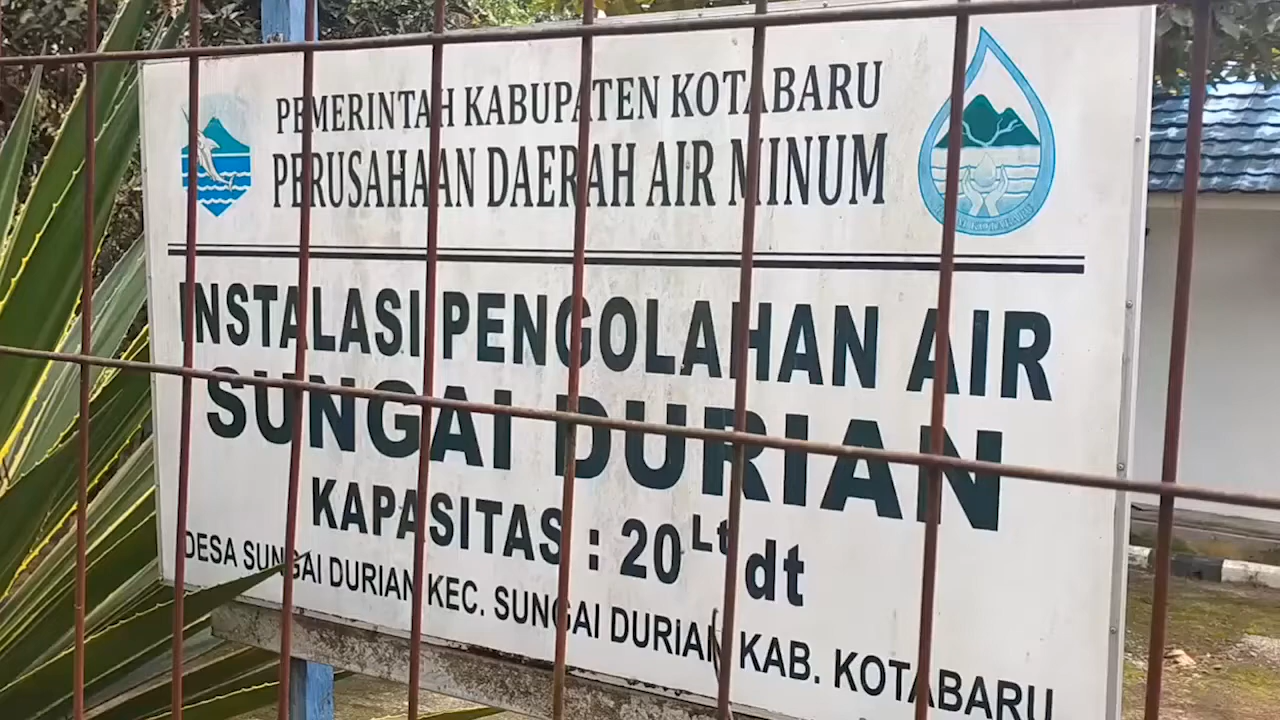 PEMERINTAH KABUPATEN KOTABARU
PERUSAHAAN DAERAH AIR MINUM
INSTALASI PENGOLAHAN AIR
SUNGAI DURIAN
KAPASITAS : 20 Lt dt
DESA SUNGAI DURIAN KEC. SUNGAI DURiAN KAB. KOTABARU